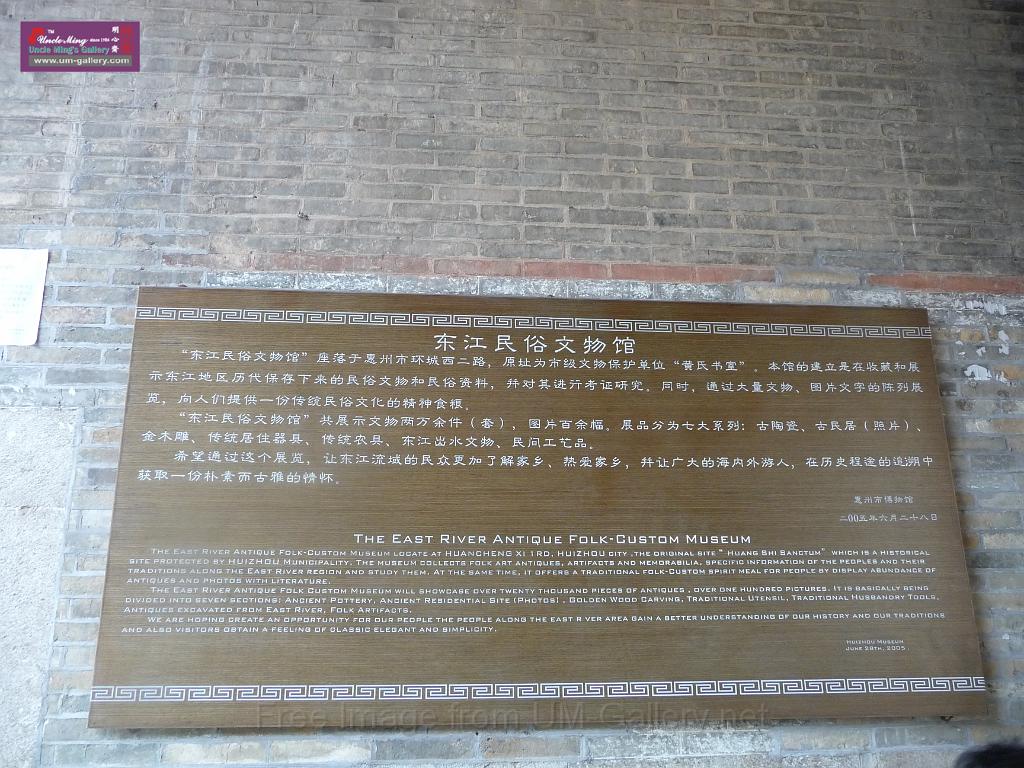 TM
Uncle Ming since 1984
Uncle Ming's Gallery
www.um-gallery.com
明心斋
东江民俗文物馆
“东江民俗文物馆”座落于惠州市环城西二路，原址为市级文物保护单位“黄氏书室”。本馆的建立是在收藏和展
示东江地区历代保存下来的民俗文物和民俗资料，并对其进行考证研究。同时，通过大量文物、图片文字的陈列展
览，向人们提供一份传统民俗文化的精神食粮。
“东江民俗文物馆”共展示文物两万余件（套），图片百余幅。展品分为七大系列：古陶瓷、古民居（照片）、
金木雕、传统居住器具、传统农具、东江出水文物、民间工艺品。
希望通过这个展览，让东江流域的民众更加了解家乡、热爱家乡，并让广大的海内外游人，在历史程途的追溯中
获取一份朴素而古雅的情怀。
惠州市博物馆
二00五年六月二十八日
The East River Antique Folk-Custom Museum
The East River Antique Folk-Custom Museum locate at HUANCHENG XI 1RD, HUIZHOU city .The original site “Huang Shi Sanctum” which is a historical
site protected by HUIZHOU Municipality. The museum collects folk art antiques, artifacts and memorabilia, specific information of the peoples and their
traditions along the East River region and study them. At the same time, it offers a traditional folk-custom spirit meal for people by display abundance of
antiques and photos with literature.
The East River Antique Folk Custom Museum will showcase over twenty thousand pieces of antiques , over one hundred pictures. It is basically being
divided into seven sections: Ancient Pottery, Ancient Residential Site (Photos) , Golden Wood Carving, Traditional Utensil, Traditional Husbandry Tools,
Antiques excavated from East River, Folk Artifacts.
We are hoping create an opportunity for our people the people along the east river area gain a better understanding of our history and our traditions
and also visitors obtain a feeling of classic elegant and simplicity.
Huizhou Museum
June 28th, 2005 .
Free Image from UM-Gallery.net